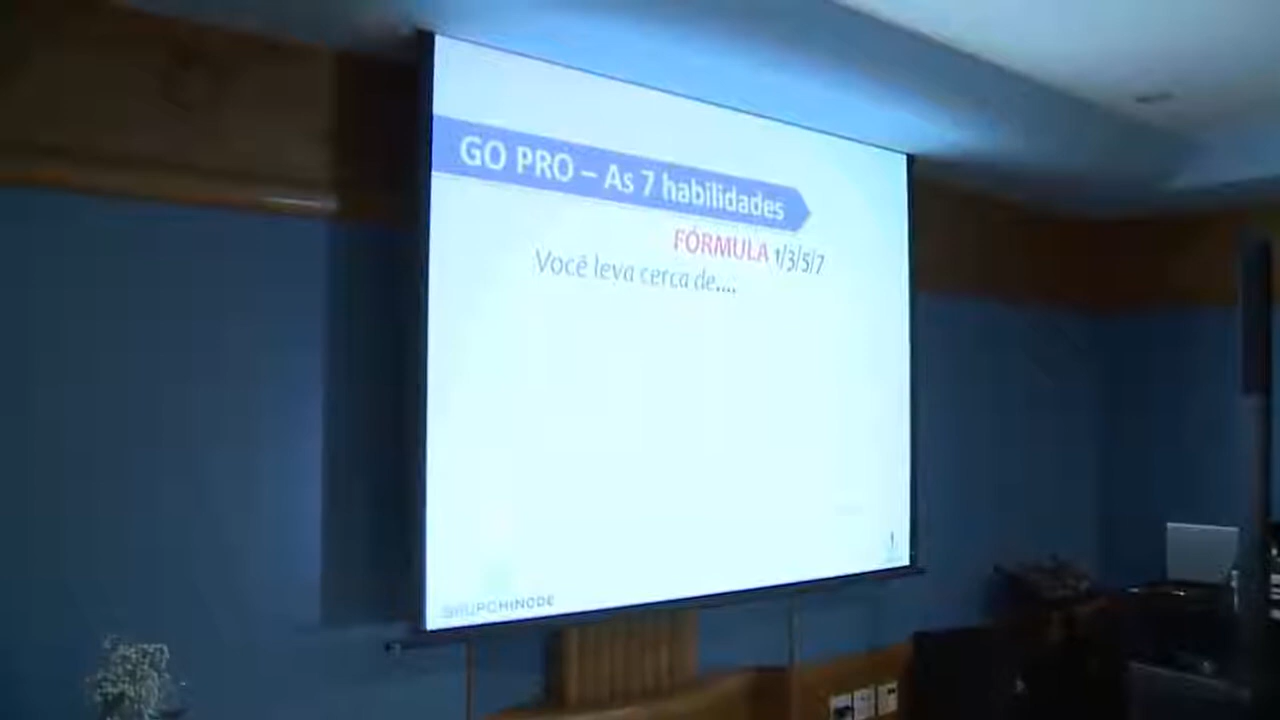 GO PRO – As 7 habilidades
FÓRMULA 1/3/5/7
Você leva cerca de....
GRUPOHINODE